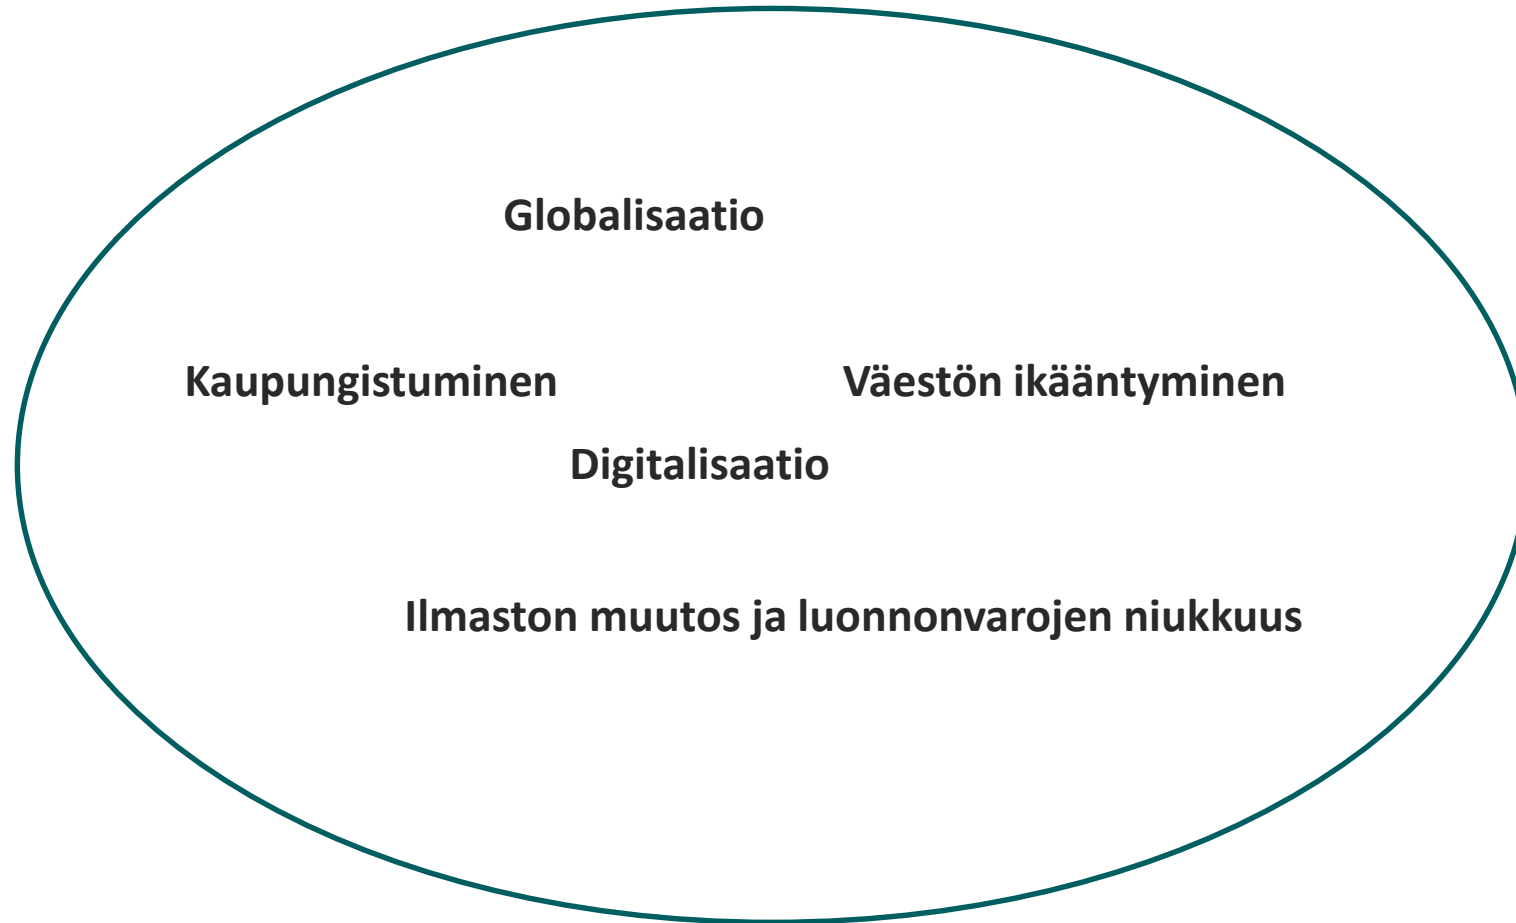 Globalisaatio
Kaupungistuminen
Väestön ikääntyminen
Digitalisaatio
Ilmaston muutos ja luonnonvarojen niukkuus